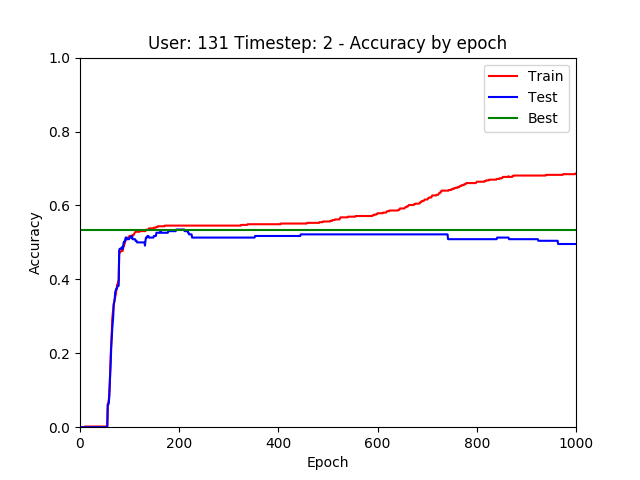 User: 131 Timestep: 2 - Accuracy by epoch
1.0
0.8
0.6
0.4
0.2
0.0
Accuracy
Train
Test
Best
0 200 400 600 800 1000
Epoch